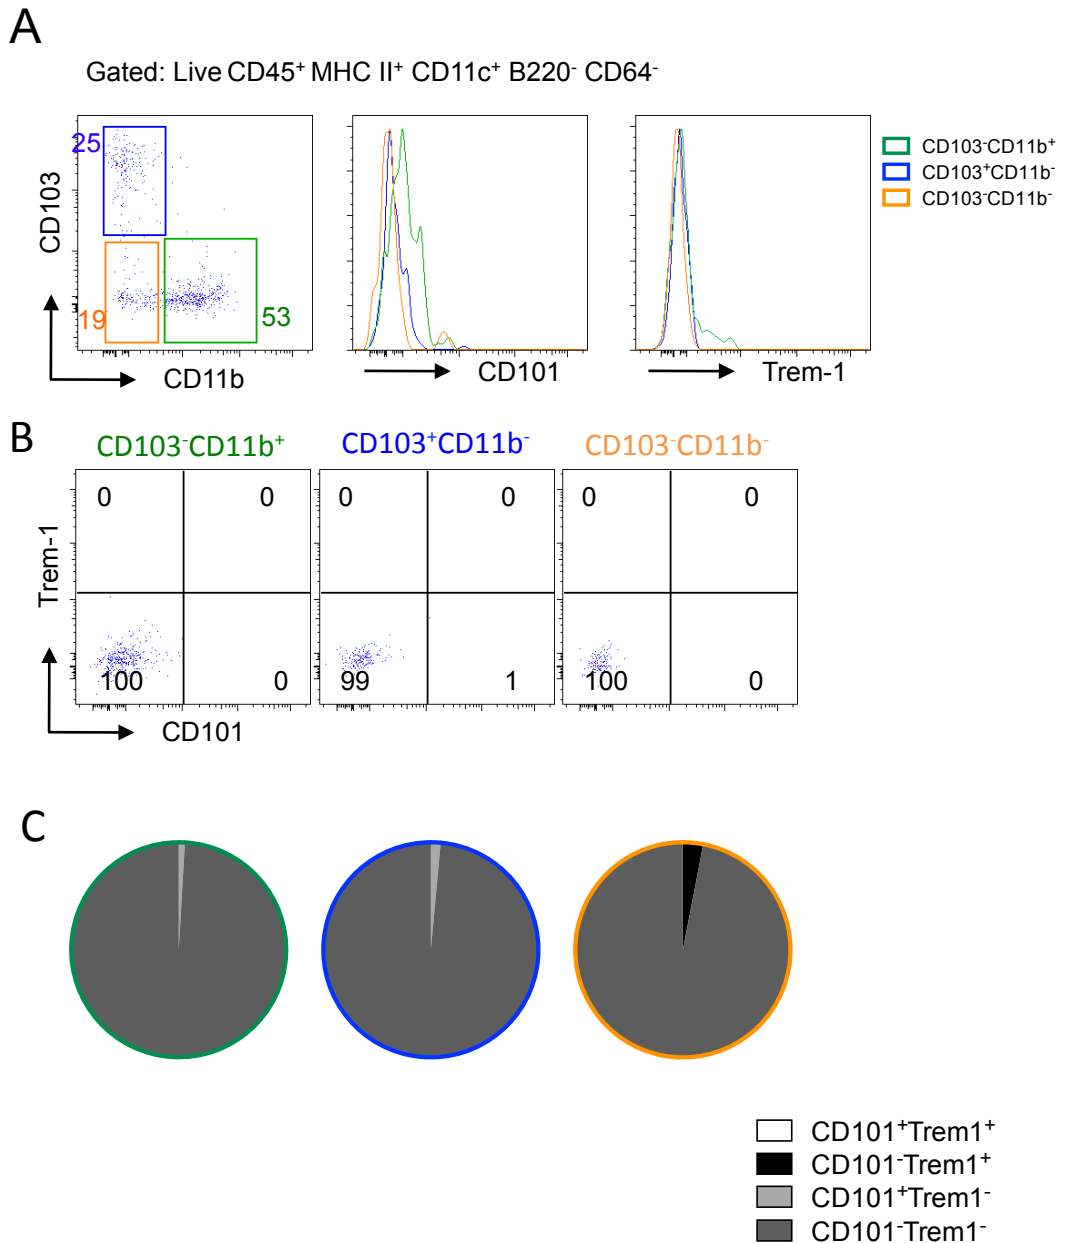 A
Gated: Live CD45⁺ MHC II⁺ CD11c⁺ B220⁻ CD64⁻
25
19
53
CD103
CD11b
CD101
Trem-1
CD103⁻CD11b⁺
CD103⁺CD11b⁻
CD103⁻CD11b⁻
B
CD103⁻CD11b⁺
CD103⁺CD11b⁻
CD103⁻CD11b⁻
0 0 0 0 0 0
Trem-1
100 0 99 1 100 0
CD101
C
CD101⁺Trem1⁺
CD101⁻Trem1⁺
CD101⁺Trem1⁻
CD101⁻Trem1⁻